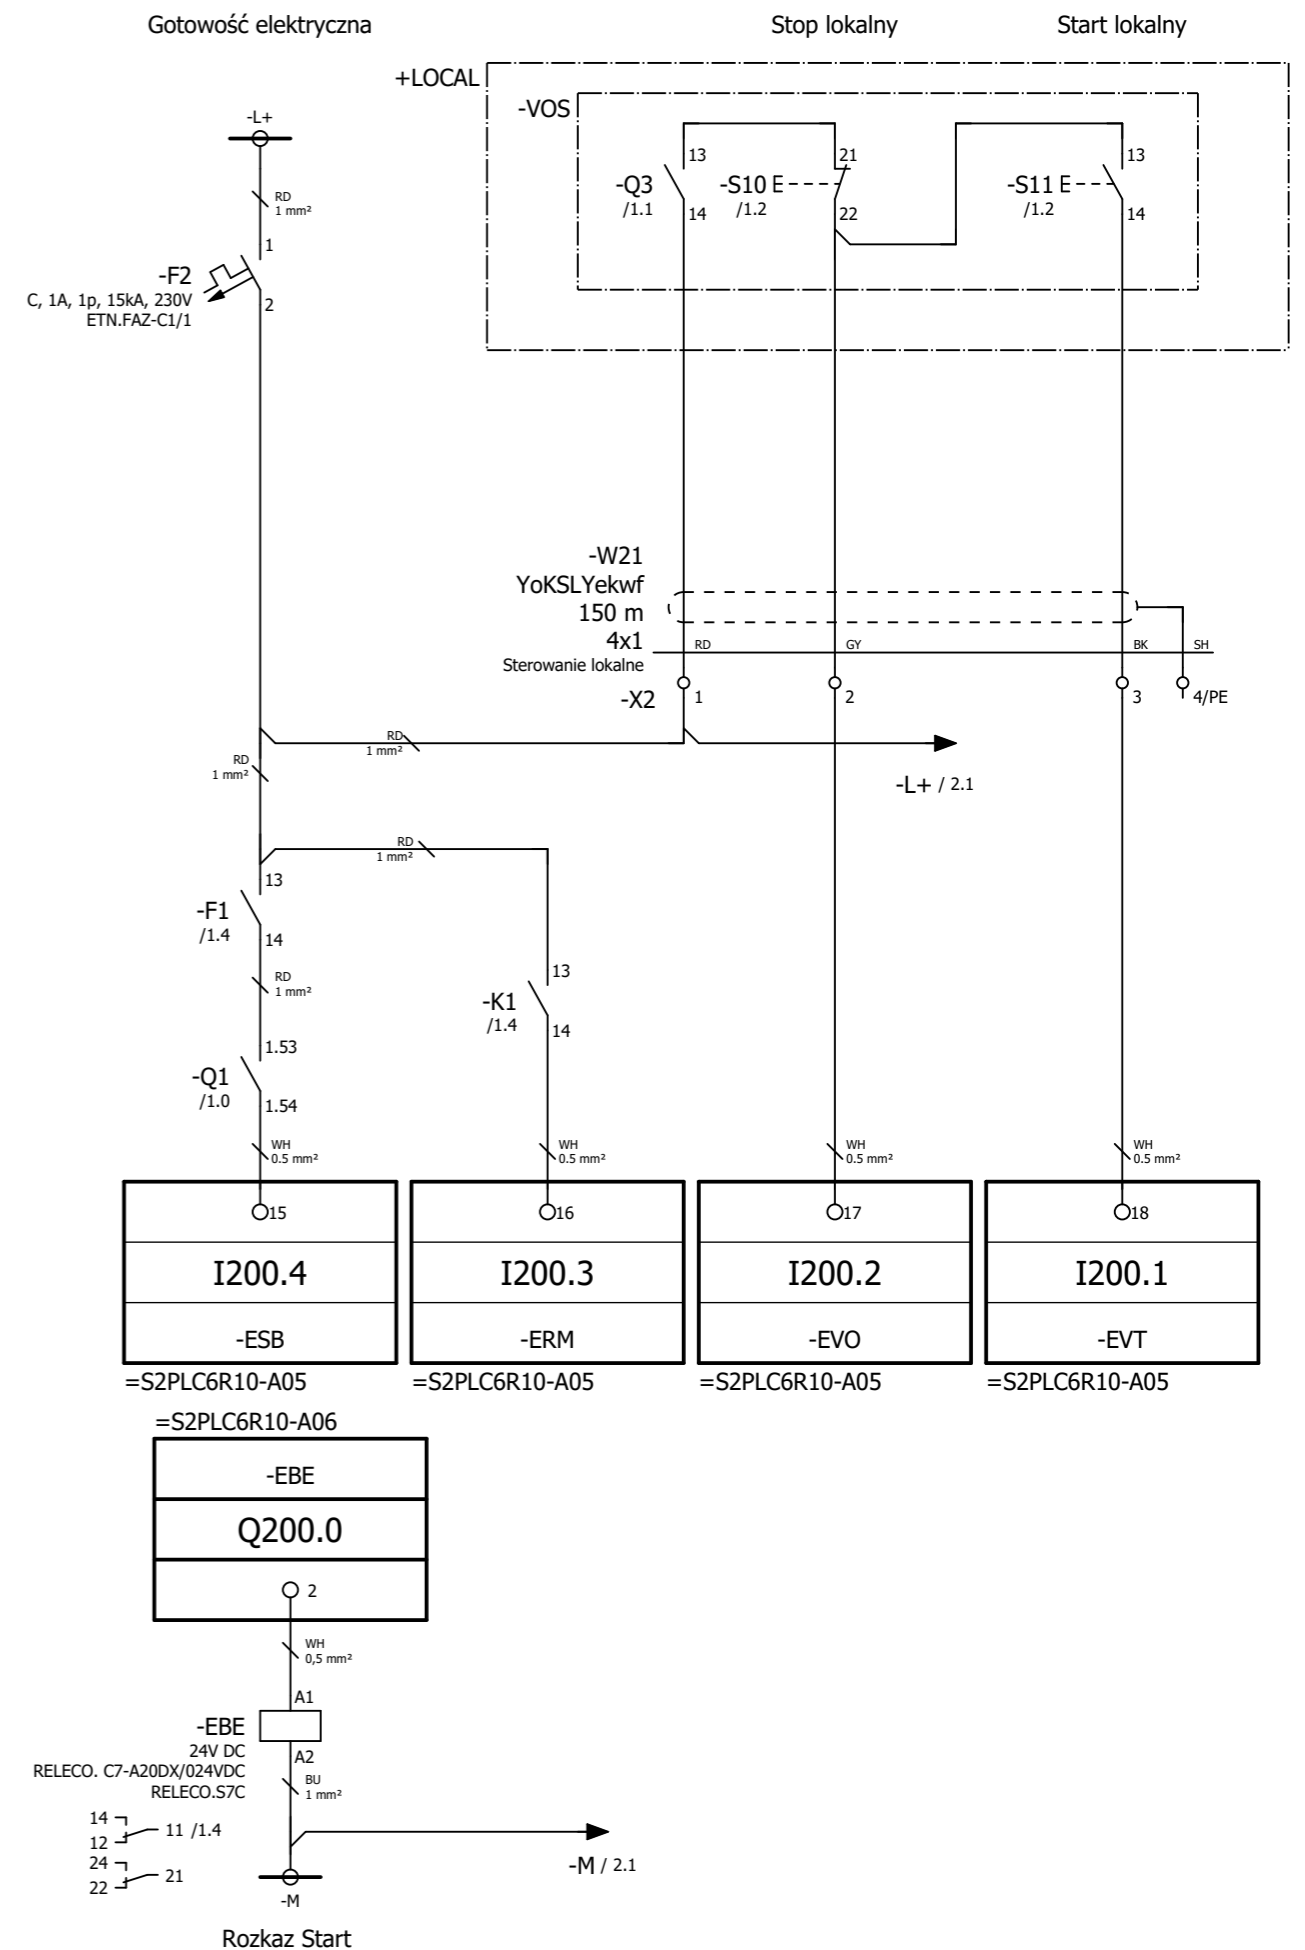 Gotowość elektryczna
Stop lokalny
Start lokalny
+LOCAL
-VOS
-L+
RD
1 mm²
1
-F2
C, 1A, 1p, 15kA, 230V
ETN.FAZ-C1/1
2
13
-Q3
/1.1
14
21
-S10 E
/1.2
22
13
-S11 E
/1.2
14
-W21
YoKSLYekwf
150 m
4x1
Sterowanie lokalne
RD
GY
BK
SH
-X2
1
2
3
4/PE
RD
1 mm²
RD
1 mm²
-L+ / 2.1
RD
1 mm²
13
-F1
/1.4
14
RD
1 mm²
13
-K1
/1.4
14
1.53
-Q1
/1.0
1.54
WH
0.5 mm²
WH
0.5 mm²
WH
0.5 mm²
WH
0.5 mm²
15
16
17
18
I200.4
I200.3
I200.2
I200.1
-ESB
-ERM
-EVO
-EVT
=S2PLC6R10-A05
=S2PLC6R10-A05
=S2PLC6R10-A05
=S2PLC6R10-A05
=S2PLC6R10-A06
-EBE
Q200.0
2
WH
0,5 mm²
A1
-EBE
24V DC
RELECO. C7-A20DX/024VDC
RELECO.S7C
A2
BU
1 mm²
14
12
11 /1.4
24
22
21
-M / 2.1
-M
Rozkaz Start